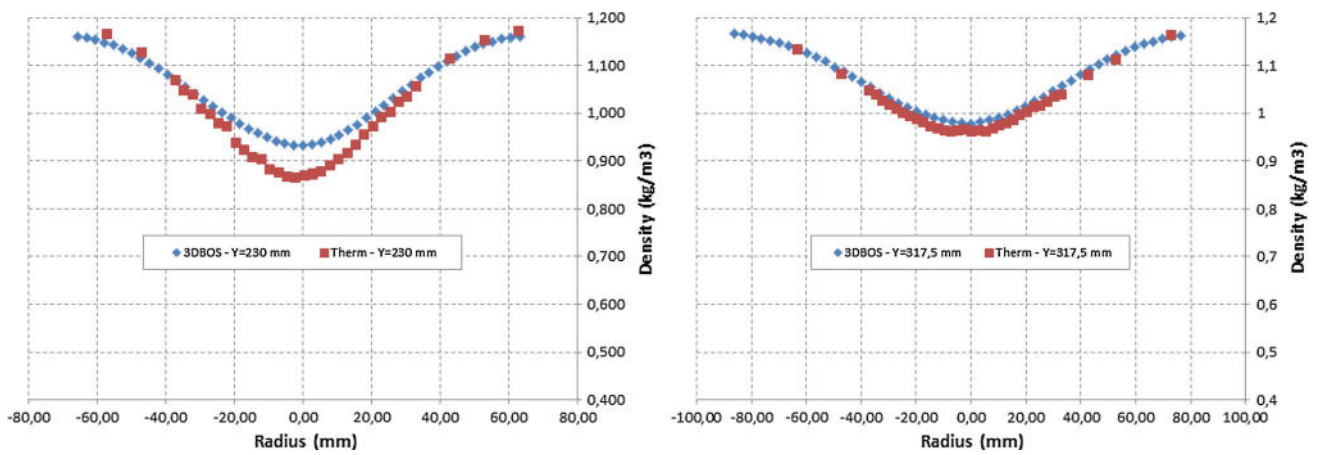 1,200
1,100
1,000
0,900
0,800
0,700
0,600
0,500
0,400
Density (kg/m3)
3DBOS - Y=230 mm Therm - Y=230 mm
-80,00 -60,00 -40,00 -20,00 0,00 20,00 40,00 60,00 80,00
Radius (mm)
1,2
1,1
1
0,9
0,8
0,7
0,6
0,5
0,4
Density (kg/m3)
3DBOS - Y=317,5 mm Therm - Y=317,5 mm
-100,00 -80,00 -60,00 -40,00 -20,00 0,00 20,00 40,00 60,00 80,00 100,00
Radius (mm)